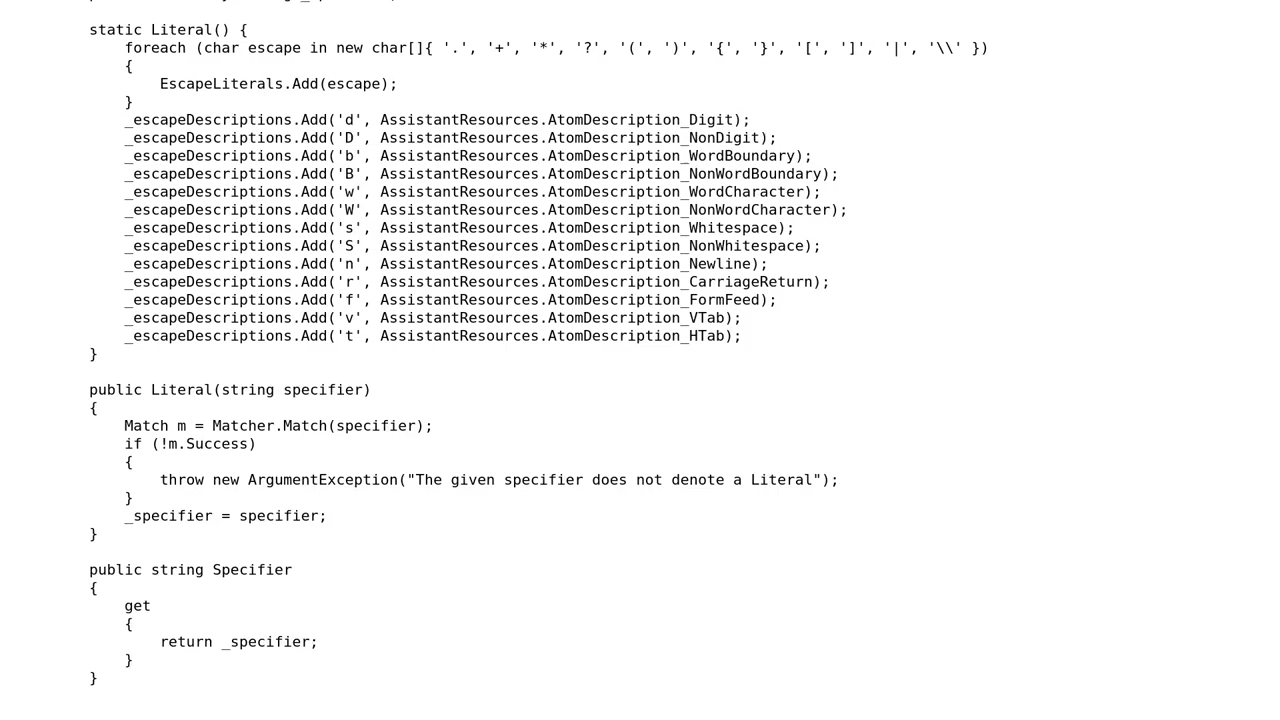 static Literal() {
foreach (char escape in new char[]{ '.', '+', '*', '?', '(', ')', '{', '}', '[', ']', '|', '\\' })
{
EscapeLiterals.Add(escape);
}
_escapeDescriptions.Add('d', AssistantResources.AtomDescription_Digit);
_escapeDescriptions.Add('D', AssistantResources.AtomDescription_NonDigit);
_escapeDescriptions.Add('b', AssistantResources.AtomDescription_WordBoundary);
_escapeDescriptions.Add('B', AssistantResources.AtomDescription_NonWordBoundary);
_escapeDescriptions.Add('w', AssistantResources.AtomDescription_WordCharacter);
_escapeDescriptions.Add('W', AssistantResources.AtomDescription_NonWordCharacter);
_escapeDescriptions.Add('s', AssistantResources.AtomDescription_Whitespace);
_escapeDescriptions.Add('S', AssistantResources.AtomDescription_NonWhitespace);
_escapeDescriptions.Add('n', AssistantResources.AtomDescription_Newline);
_escapeDescriptions.Add('r', AssistantResources.AtomDescription_CarriageReturn);
_escapeDescriptions.Add('f', AssistantResources.AtomDescription_FormFeed);
_escapeDescriptions.Add('v', AssistantResources.AtomDescription_VTab);
_escapeDescriptions.Add('t', AssistantResources.AtomDescription_HTab);
}
public Literal(string specifier)
{
Match m = Matcher.Match(specifier);
if (!m.Success)
{
throw new ArgumentException("The given specifier does not denote a Literal");
}
_specifier = specifier;
}
public string Specifier
{
get
{
return _specifier;
}
}